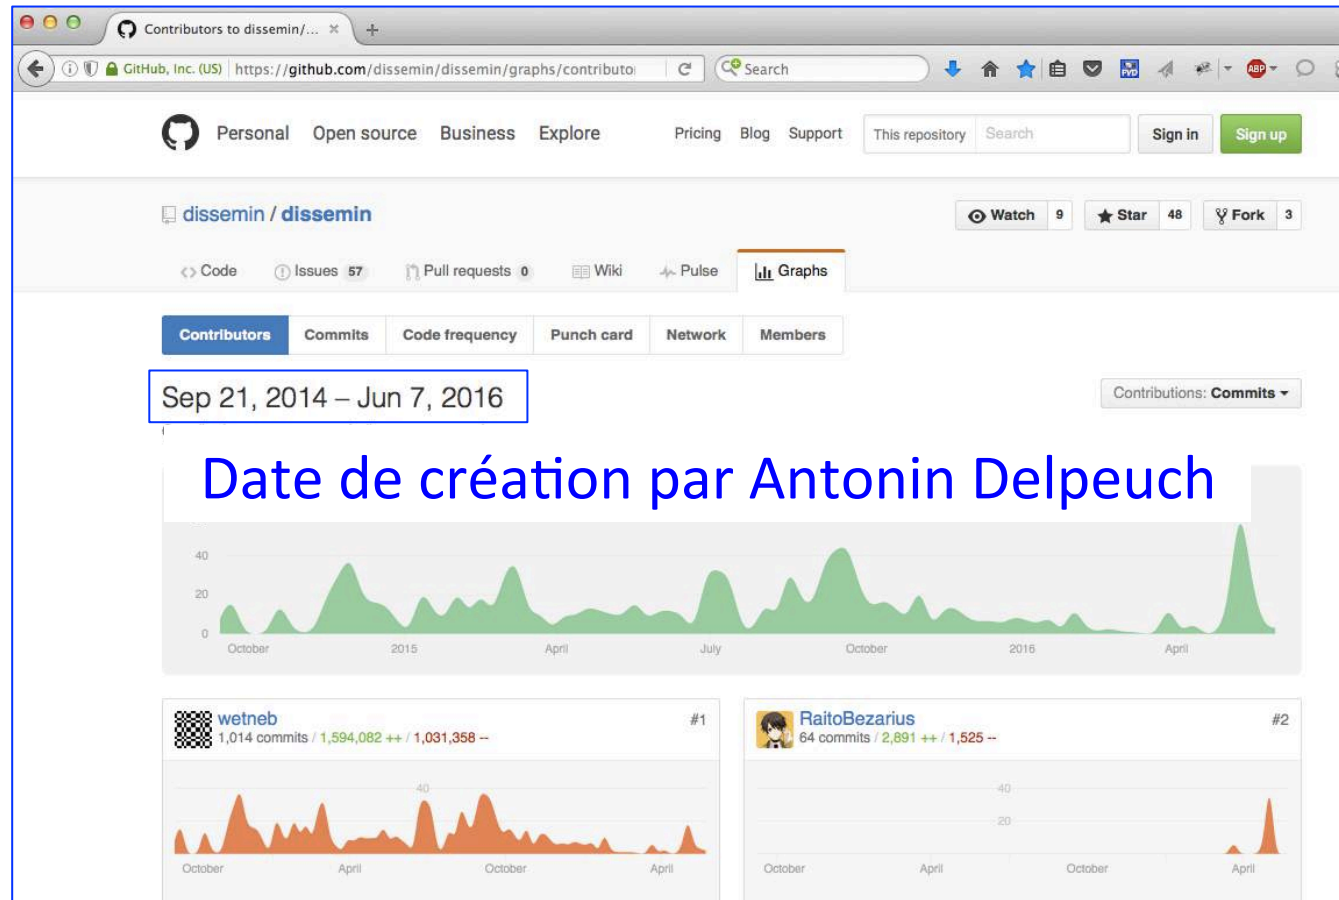 Contributors to dissemin/... × +
GitHub, Inc. (US) https://github.com/dissemin/dissemin/graphs/contributo Search ABP
Personal Open source Business Explore Pricing Blog Support This repository Search Sign in Sign up
dissemin / dissemin Watch 9 Star 48 Fork 3
Code Issues 57 Pull requests 0 Wiki Pulse Graphs
Contributors Commits Code frequency Punch card Network Members
Sep 21, 2014 – Jun 7, 2016 Contributions: Commits
Date de création par Antonin Delpeuch
40
20
0
October 2015 April July October 2016 April
wetneb #1
1,014 commits / 1,594,082 ++ / 1,031,358 --
40
October April October April
RaitoBezarius #2
64 commits / 2,891 ++ / 1,525 --
40
20
October April October April